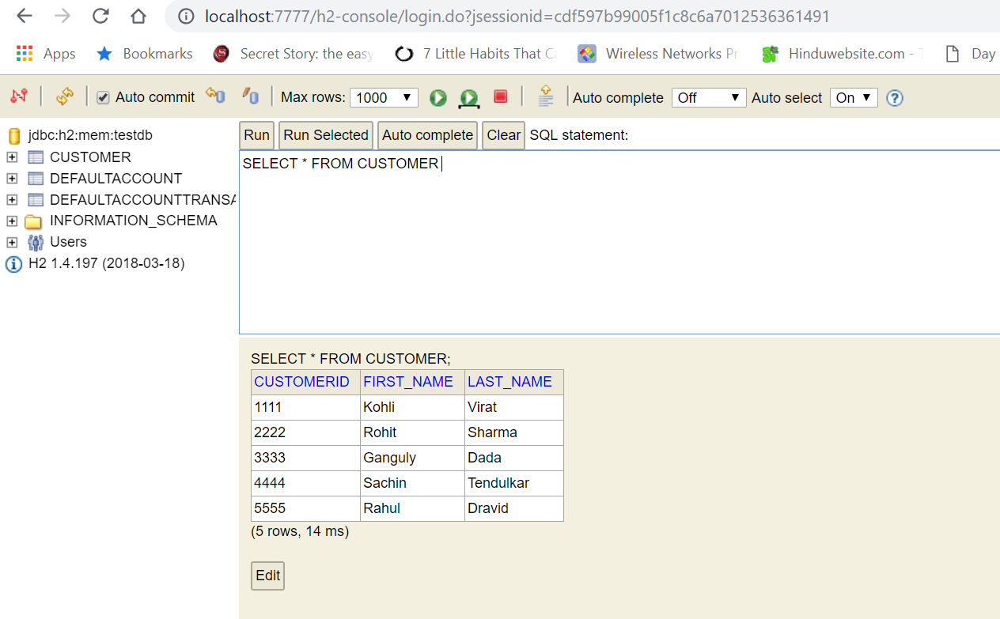 localhost:7777/h2-console/login.do?jsessionid=cdf597b99005f1c8c6a7012536361491
Apps Bookmarks Secret Story: the easy 7 Little Habits That Wireless Networks Hinduwebsite.com - Day
Auto commit Max rows: 1000 Auto complete Off Auto select On
jdbc:h2:mem:testdb
CUSTOMER
DEFAULTACCOUNT
DEFAULTACCOUNTTRANSA
INFORMATION_SCHEMA
Users
H2 1.4.197 (2018-03-18)
Run Run Selected Auto complete Clear SQL statement:
SELECT * FROM CUSTOMER
SELECT * FROM CUSTOMER;
CUSTOMERID FIRST_NAME LAST_NAME
1111 Kohli Virat
2222 Rohit Sharma
3333 Ganguly Dada
4444 Sachin Tendulkar
5555 Rahul Dravid
(5 rows, 14 ms)
Edit